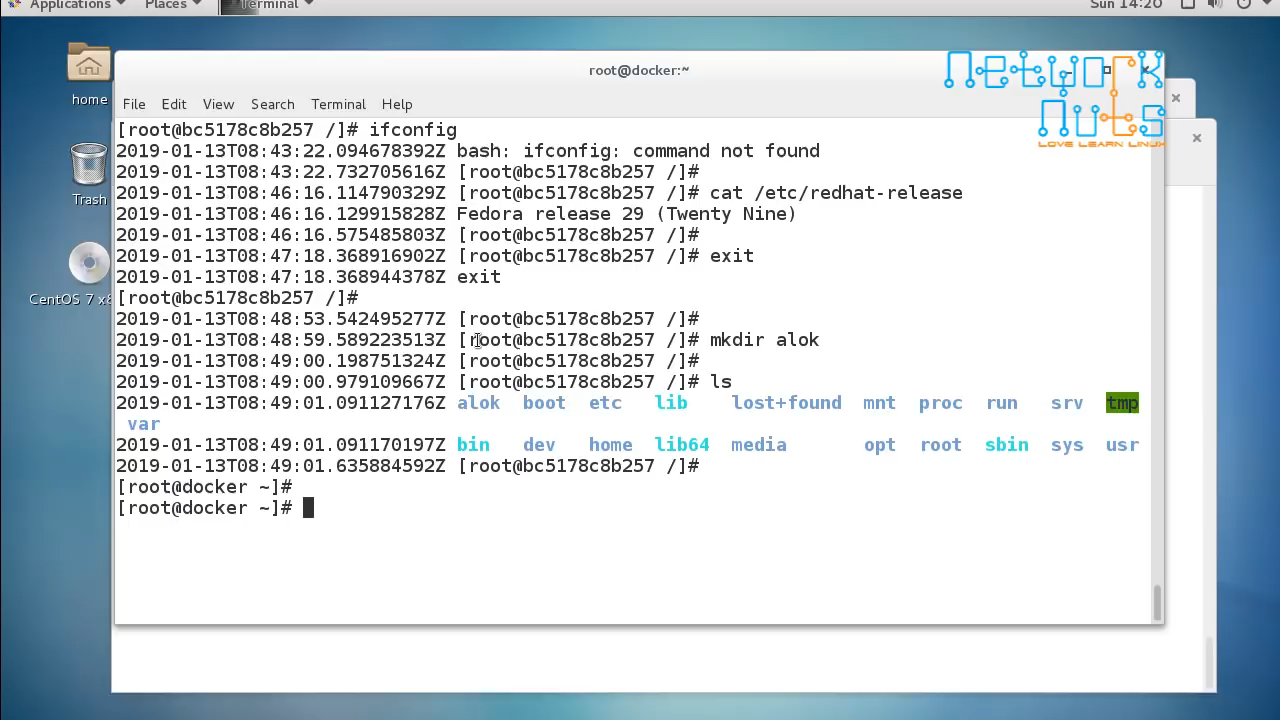 Applications Places Terminal Sun 14:20
root@docker:~
File Edit View Search Terminal Help
NETWORK
NUTS
LOVE LEARN LINUX
home
Trash
CentOS 7 x8
[root@bc5178c8b257 /]# ifconfig
2019-01-13T08:43:22.094678392Z bash: ifconfig: command not found
2019-01-13T08:43:22.732705616Z [root@bc5178c8b257 /]#
2019-01-13T08:46:16.114790329Z [root@bc5178c8b257 /]# cat /etc/redhat-release
2019-01-13T08:46:16.129915828Z Fedora release 29 (Twenty Nine)
2019-01-13T08:46:16.575485803Z [root@bc5178c8b257 /]#
2019-01-13T08:47:18.368916902Z [root@bc5178c8b257 /]# exit
2019-01-13T08:47:18.368944378Z exit
[root@bc5178c8b257 /]#
2019-01-13T08:48:53.542495277Z [root@bc5178c8b257 /]#
2019-01-13T08:48:59.589223513Z [root@bc5178c8b257 /]# mkdir alok
2019-01-13T08:49:00.198751324Z [root@bc5178c8b257 /]#
2019-01-13T08:49:00.979109667Z [root@bc5178c8b257 /]# ls
2019-01-13T08:49:01.091127176Z alok boot etc lib lost+found mnt proc run srv tmp
var
2019-01-13T08:49:01.091170197Z bin dev home lib64 media opt root sbin sys usr
2019-01-13T08:49:01.635884592Z [root@bc5178c8b257 /]#
[root@docker ~]#
[root@docker ~]#